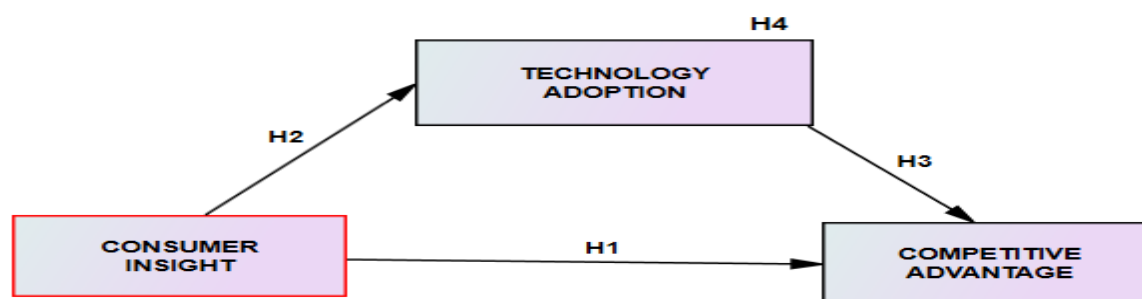 H4
TECHNOLOGY
ADOPTION
H2
H3
CONSUMER
INSIGHT
H1
COMPETITIVE
ADVANTAGE